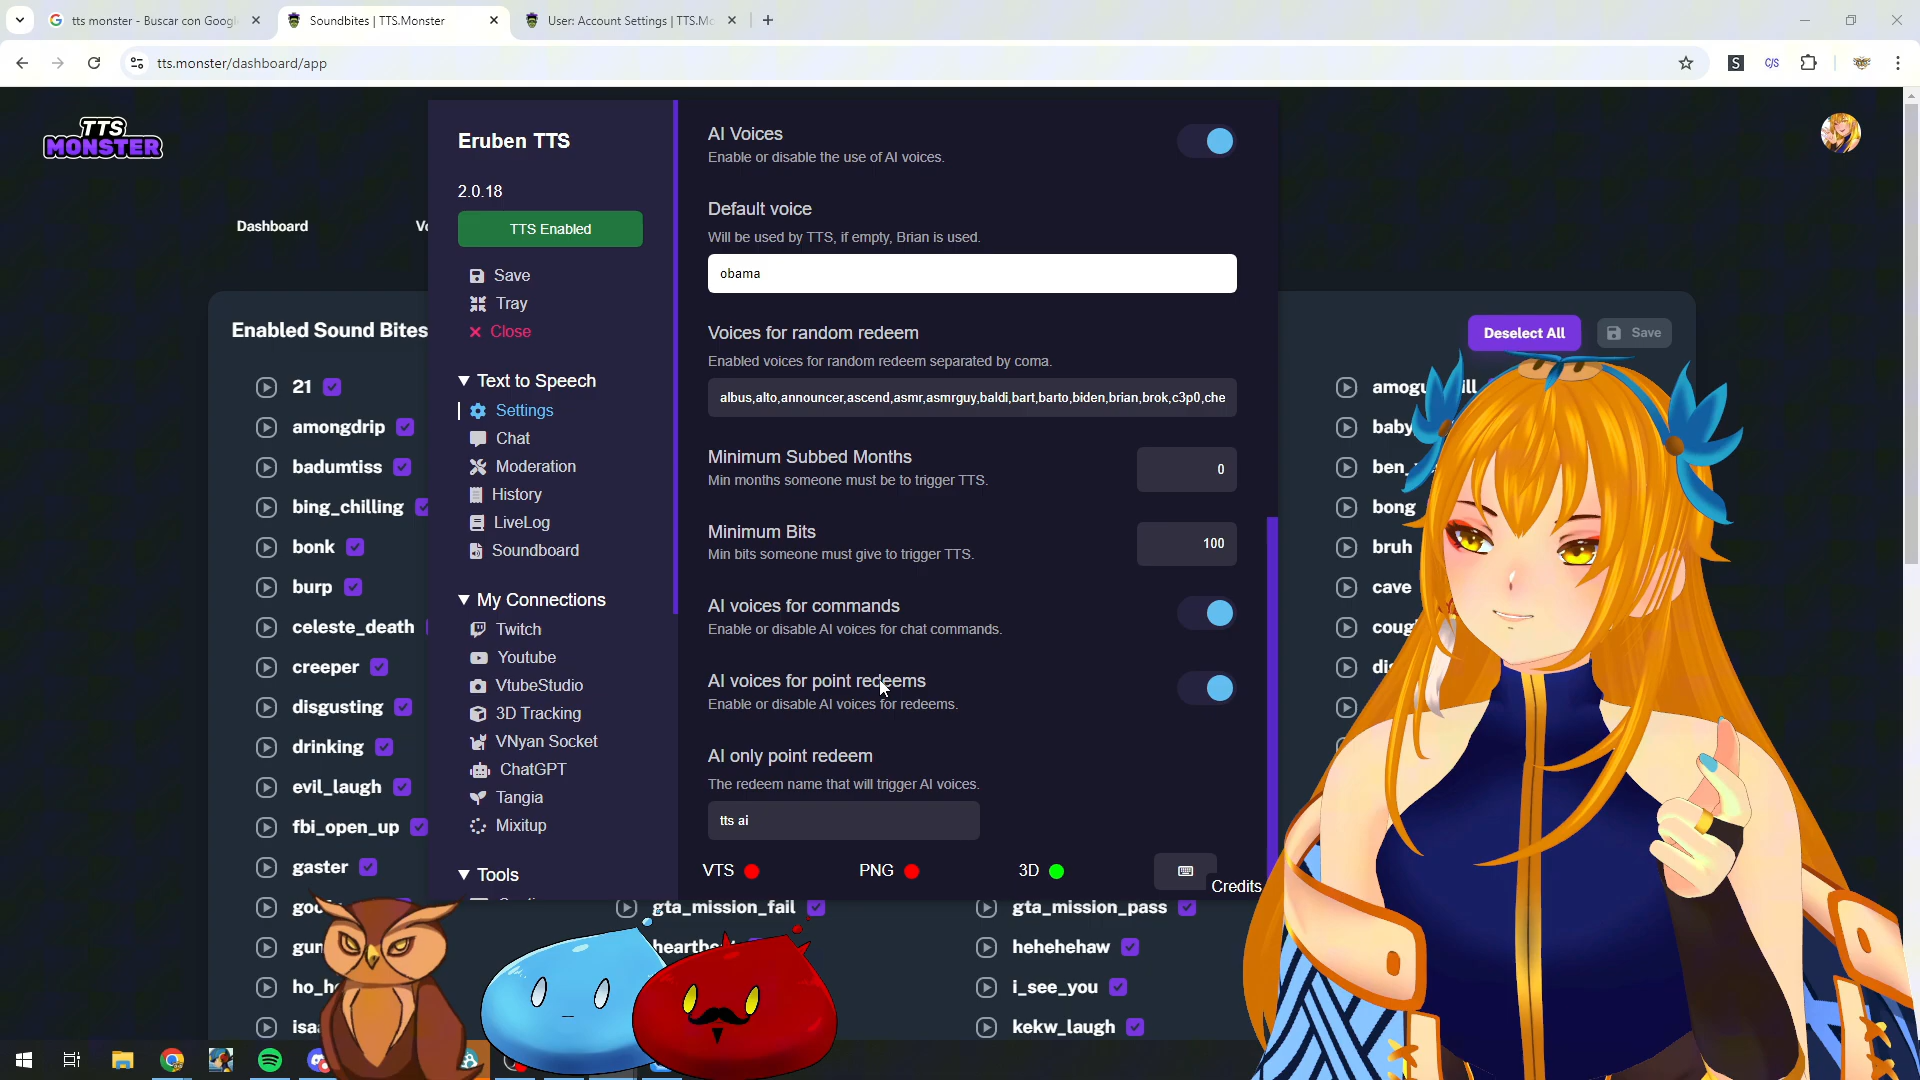 tts monster - Buscar con Googl
Soundbites | TTS.Monster
User: Account Settings | TTS.Mo
tts.monster/dashboard/app
S
C/S
TTS
MONSTER
Dashboard
Enabled Sound Bites
Deselect All
Save
21
amongdrip
badumtiss
bing_chilling
bonk
burp
celeste_death
creeper
disgusting
drinking
evil_laugh
fbi_open_up
gaster
gta_mission_fail
gta_mission_pass
hehehehaw
i_see_you
kekw_laugh
bong
bruh
cave
Eruben TTS
2.0.18
TTS Enabled
Save
Tray
Close
Text to Speech
Settings
Chat
Moderation
History
LiveLog
Soundboard
My Connections
Twitch
Youtube
VtubeStudio
3D Tracking
VNyan Socket
ChatGPT
Tangia
Mixitup
Tools
AI Voices
Enable or disable the use of AI voices.
Default voice
Will be used by TTS, if empty, Brian is used.
obama
Voices for random redeem
Enabled voices for random redeem separated by coma.
albus,alto,announcer,ascend,asmr,asmrguy,baldi,bart,barto,biden,brian,brok,c3p0,che
Minimum Subbed Months
Min months someone must be to trigger TTS.
0
Minimum Bits
Min bits someone must give to trigger TTS.
100
AI voices for commands
Enable or disable AI voices for chat commands.
AI voices for point redeems
Enable or disable AI voices for redeems.
AI only point redeem
The redeem name that will trigger AI voices.
tts ai
VTS
PNG
3D
Credits